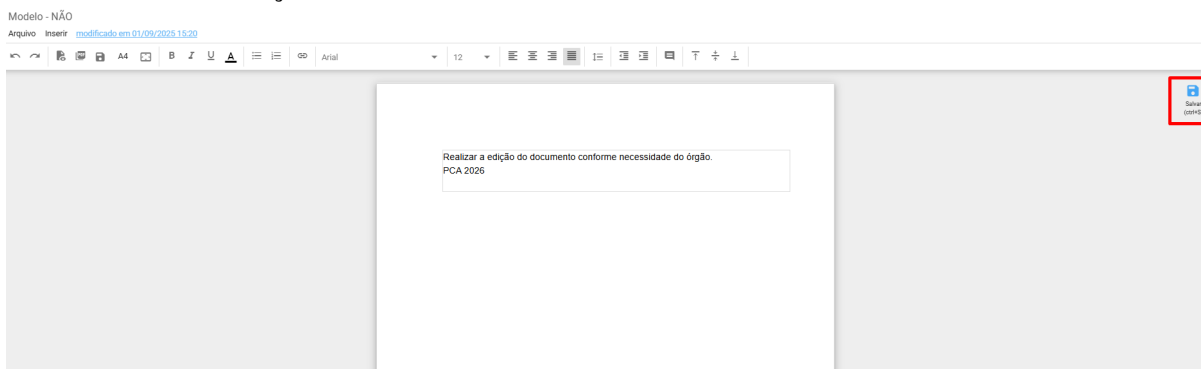 Modelo - NÃO
Arquivo Inserir modificado em 01/09/2025 15:20
A4 B I U A Arial 12
Salvar
(ctrl+S
Realizar a edição do documento conforme necessidade do órgão.
PCA 2026